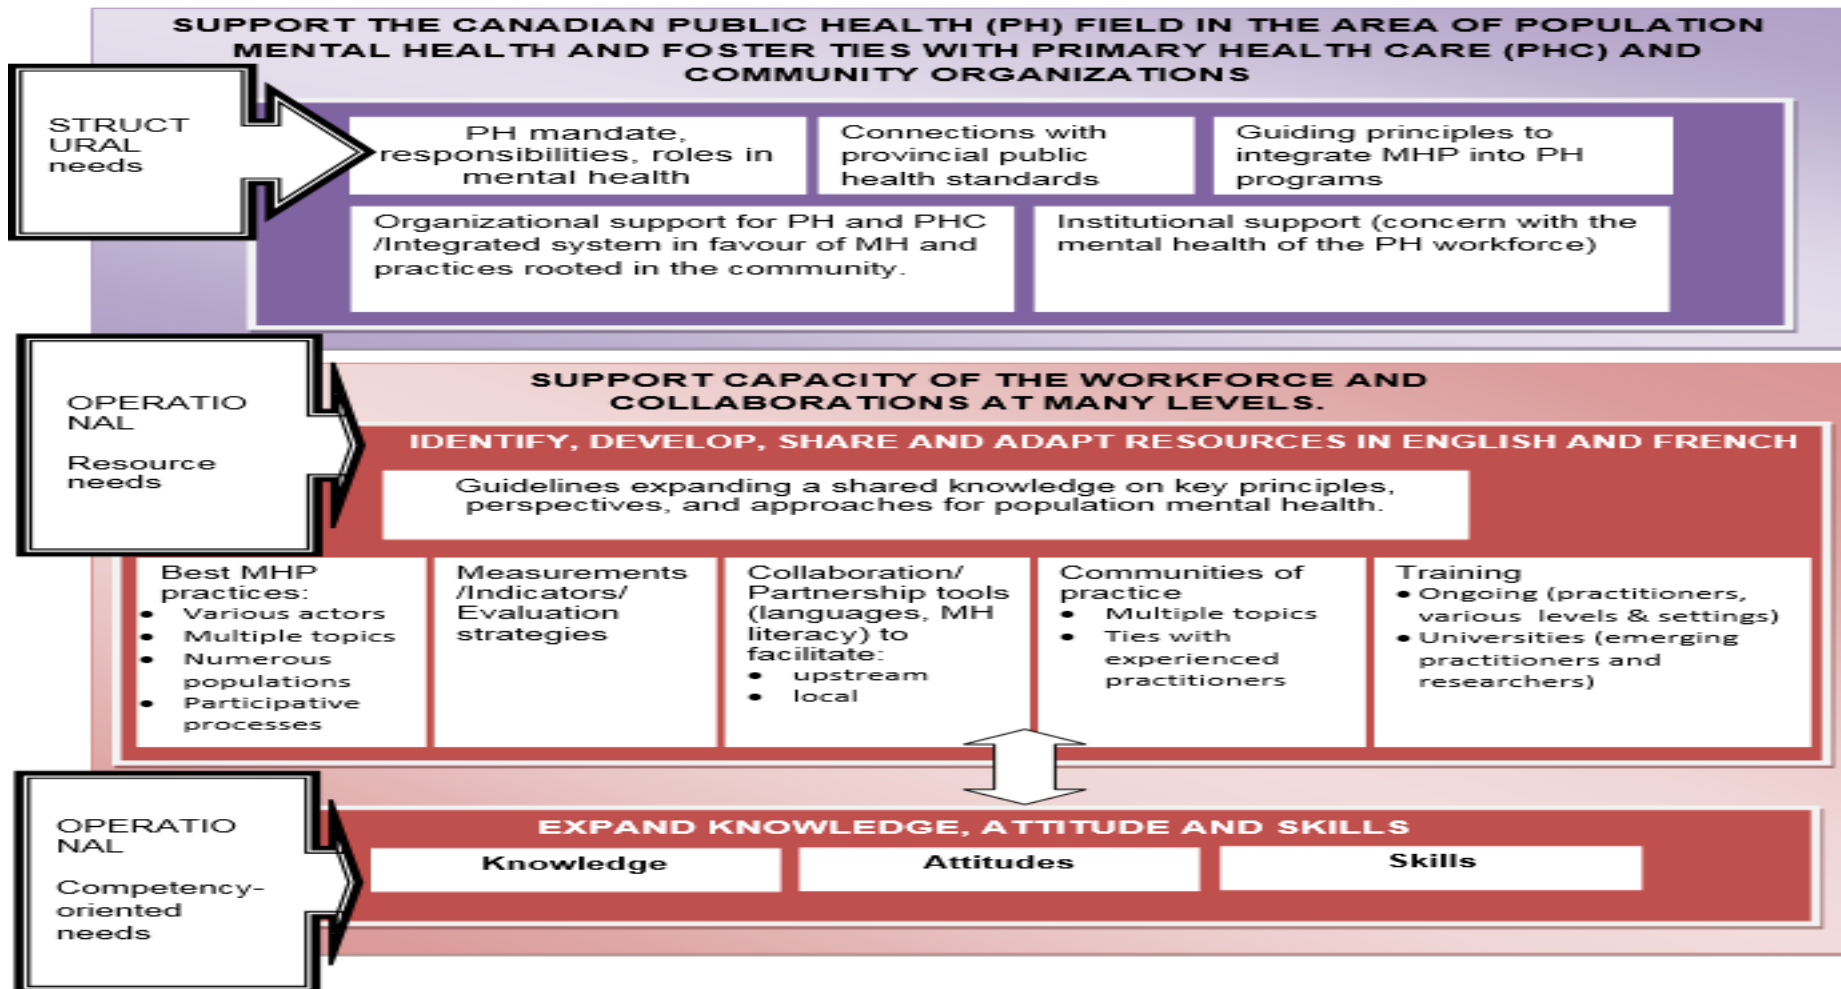 SUPPORT THE CANADIAN PUBLIC HEALTH (PH) FIELD IN THE AREA OF POPULATION
MENTAL HEALTH AND FOSTER TIES WITH PRIMARY HEALTH CARE (PHC) AND
COMMUNITY ORGANIZATIONS
STRUCT
URAL
needs
PH mandate,
responsibilities, roles in
mental health
Connections with
provincial public
health standards
Guiding principles to
integrate MHP into PH
programs
Organizational support for PH and PHC
/Integrated system in favour of MH and
practices rooted in the community.
Institutional support (concern with the
mental health of the PH workforce)
OPERATIO
NAL
Resource
needs
SUPPORT CAPACITY OF THE WORKFORCE AND
COLLABORATIONS AT MANY LEVELS.
IDENTIFY, DEVELOP, SHARE AND ADAPT RESOURCES IN ENGLISH AND FRENCH
Guidelines expanding a shared knowledge on key principles,
perspectives, and approaches for population mental health.
Best MHP
practices:
• Various actors
• Multiple topics
• Numerous
populations
• Participative
processes
Measurements
/Indicators/
Evaluation
strategies
Collaboration/
Partnership tools
(languages, MH
literacy) to
facilitate:
• upstream
• local
Communities of
practice
• Multiple topics
• Ties with
experienced
practitioners
Training
• Ongoing (practitioners,
various levels & settings)
• Universities (emerging
practitioners and
researchers)
OPERATIO
NAL
Competency-
oriented
needs
EXPAND KNOWLEDGE, ATTITUDE AND SKILLS
Knowledge
Attitudes
Skills